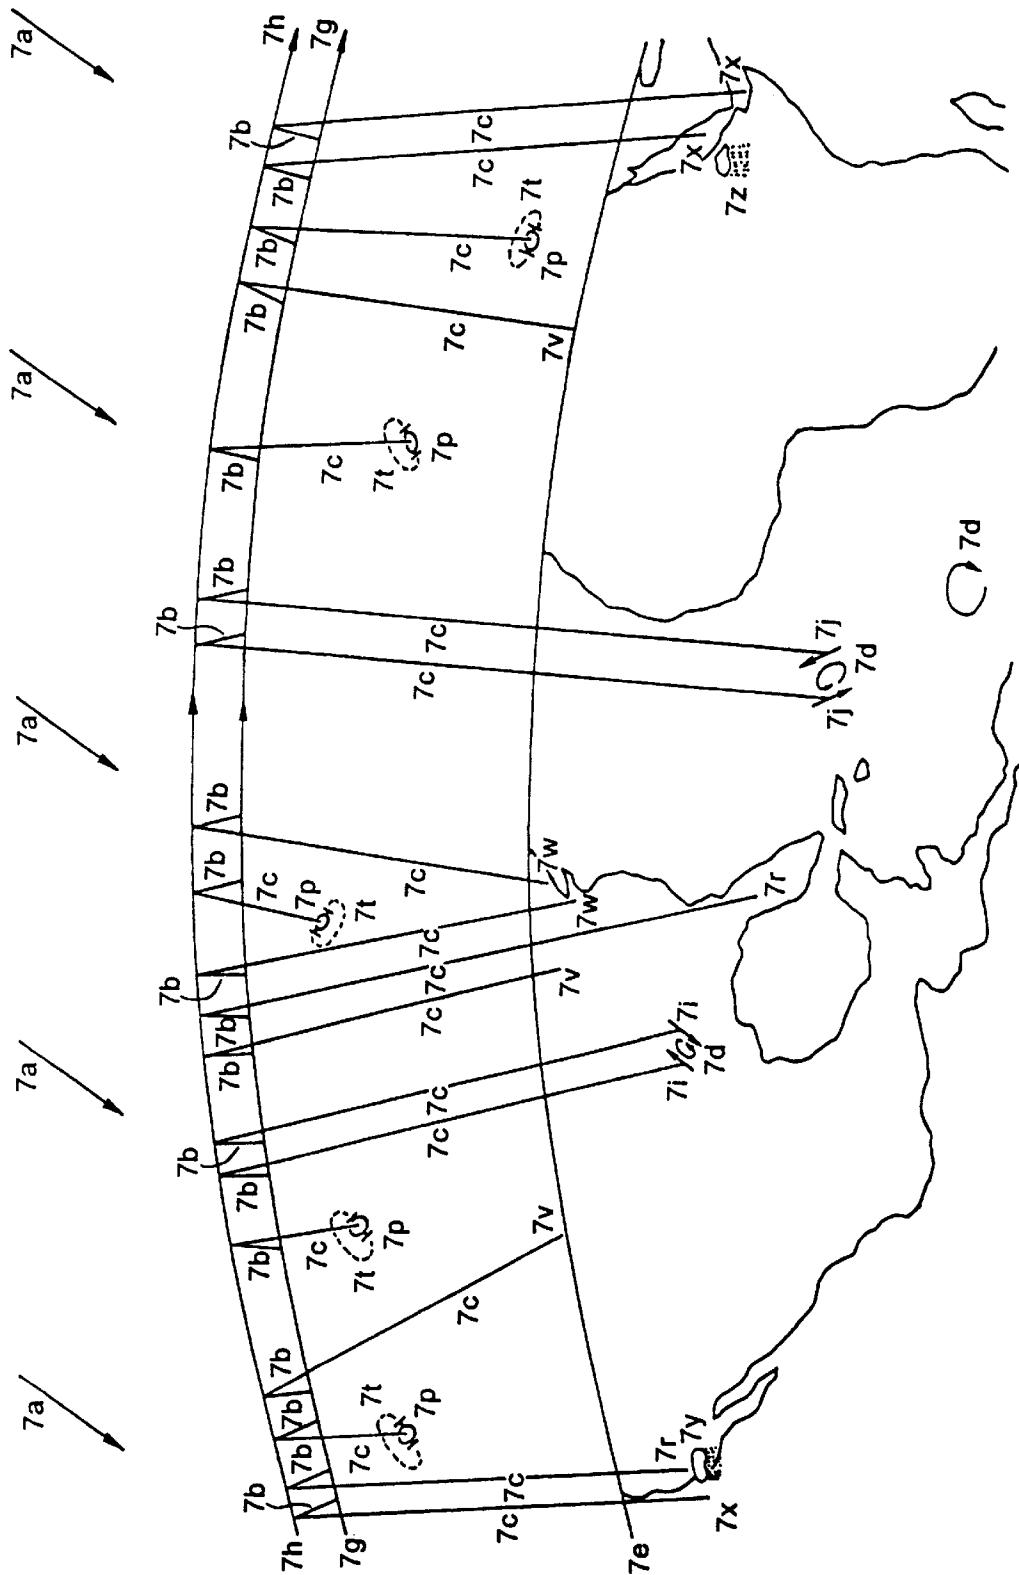 7a 7a 7a 7a 7a
7b 7b 7b
7b 7b 7b 7b 7b 7b 7b
7h 7b 7b 7b 7b 7b 7b 7b 7b 7b 7h
7g 7c 7p 7c 7g
7c 7t 7t 7c 7t 7c 7t
7p 7p 7p
7c 7c 7c 7c 7c 7c 7c 7c 7c
7c 7c 7c 7c 7c 7c
7v 7w 7v 7p 7t
7v 7w
7e
7r 7i 7i 7x
7x 7y 7d 7x 7z
7r
7j 7j
7d
7d